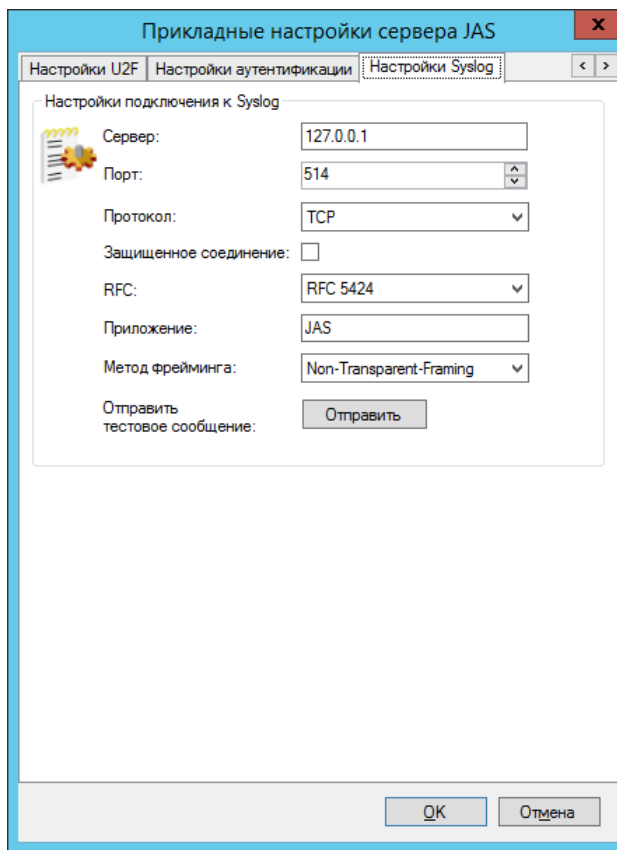 Прикладные настройки сервера JAS
x
Настройки U2F Настройки аутентификации Настройки Syslog < >
Настройки подключения к Syslog
Сервер: 127.0.0.1
Порт: 514
Протокол: TCP
Защищенное соединение:
RFC: RFC 5424
Приложение: JAS
Метод фрейминга: Non-Transparent-Framing
Отправить
тестовое сообщение: Отправить
OK Отмена